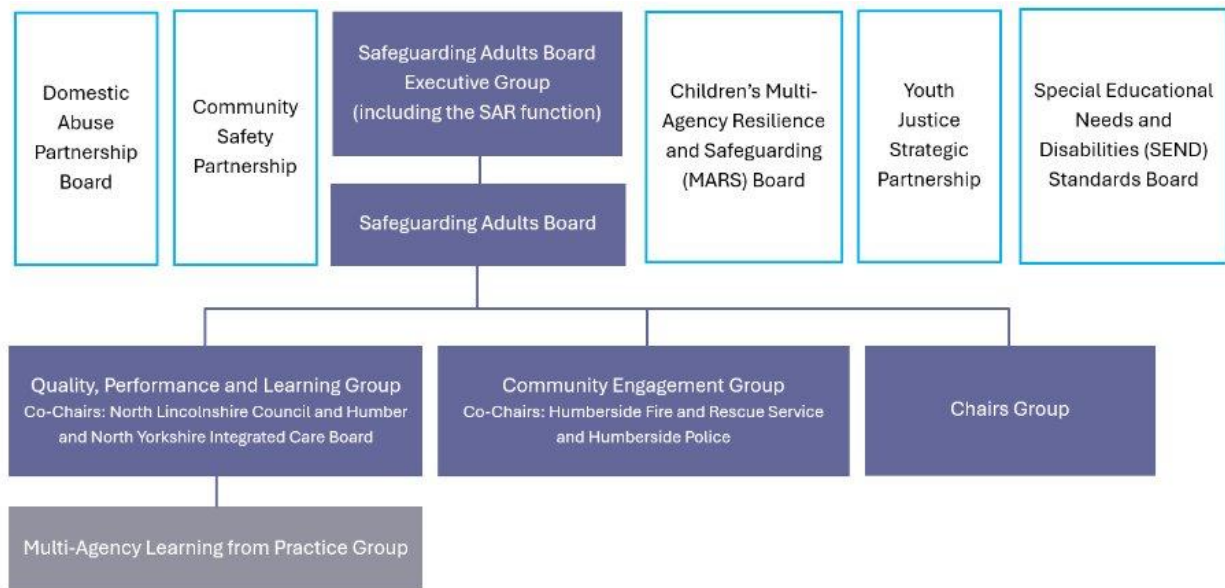 Domestic
Abuse
Partnership
Board
Community
Safety
Partnership
Safeguarding Adults Board
Executive Group
(including the SAR function)
Safeguarding Adults Board
Children’s Multi-
Agency Resilience
and Safeguarding
(MARS) Board
Youth
Justice
Strategic
Partnership
Special Educational
Needs and
Disabilities (SEND)
Standards Board
Quality, Performance and Learning Group
Co-Chairs: North Lincolnshire Council and Humber
and North Yorkshire Integrated Care Board
Community Engagement Group
Co-Chairs: Humberside Fire and Rescue Service
and Humberside Police
Chairs Group
Multi-Agency Learning from Practice Group